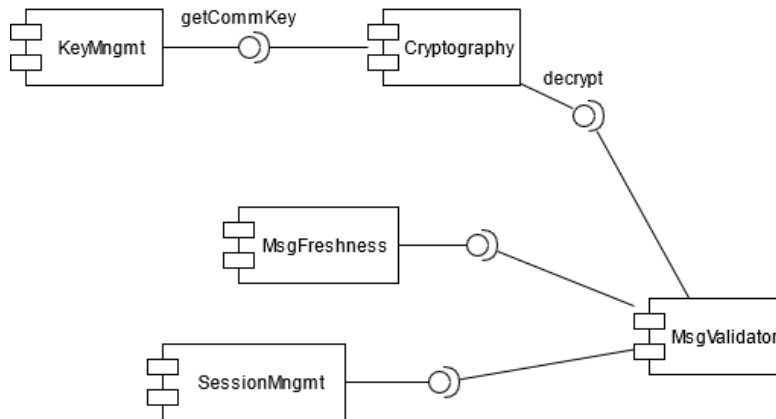 getCommKey
KeyMngmt
Cryptography
decrypt
MsgFreshness
MsgValidator
SessionMngmt